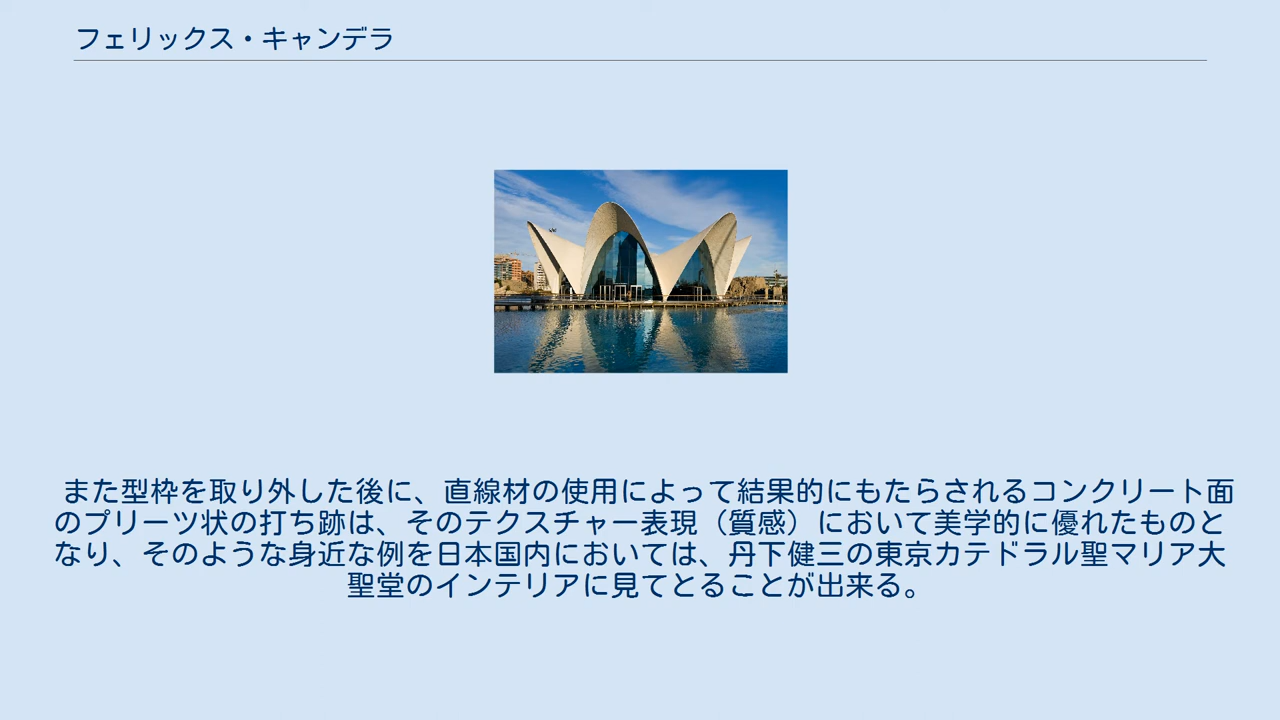 フェリックス・キャンデラ
また型枠を取り外した後に、直線材の使用によって結果的にもたらされるコンクリート面
のプリーツ状の打ち跡は、そのテクスチャー表現（質感）において美学的に優れたものと
なり、そのような身近な例を日本国内においては、丹下健三の東京カテドラル聖マリア大
聖堂のインテリアに見てとることが出来る。